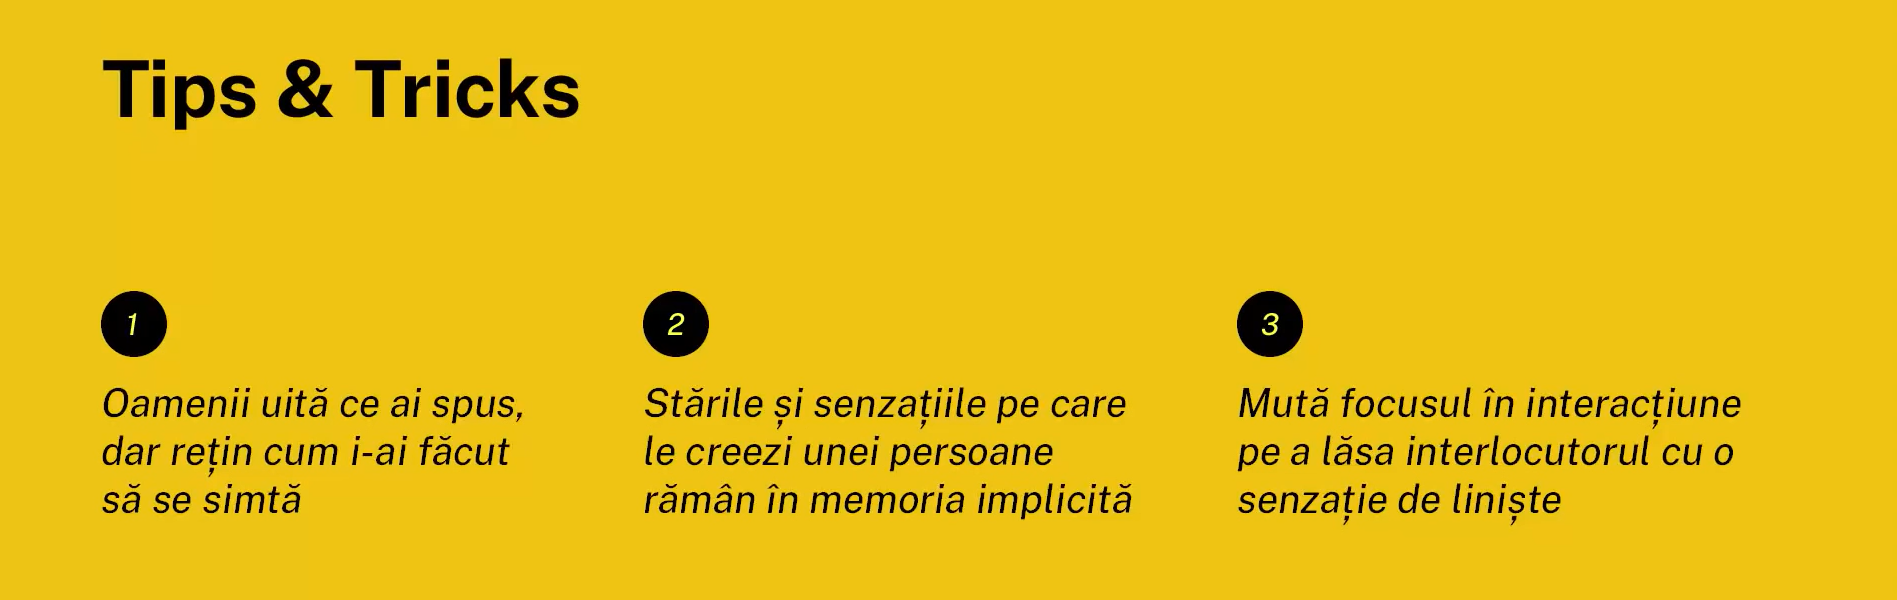 Tips & Tricks
1
Oamenii uită ce ai spus,
dar rețin cum i-ai făcut
să se simtă
2
Stările și senzațiile pe care
le creezi unei persoane
rămân în memoria implicită
3
Mută focusul în interacțiune
pe a lăsa interlocutorul cu o
senzație de liniște